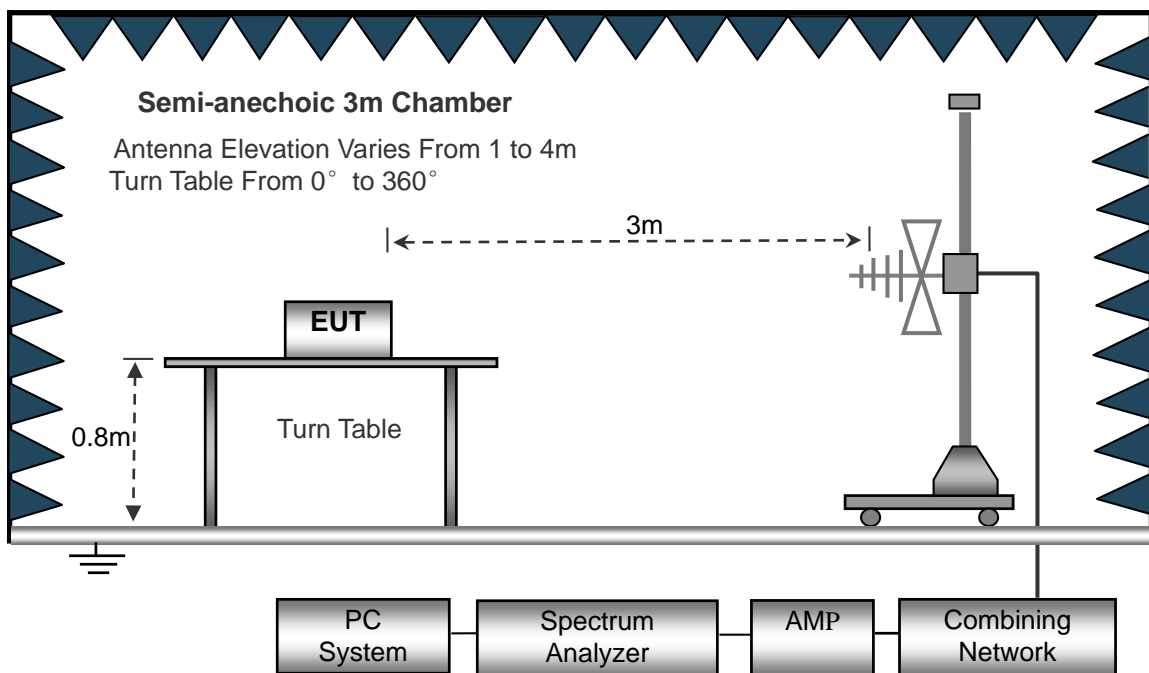 Semi-anechoic 3m Chamber
Antenna Elevation Varies From 1 to 4m
Turn Table From 0° to 360°
3m
EUT
0.8m
Turn Table
PC
System
Spectrum
Analyzer
AMP
Combining
Network